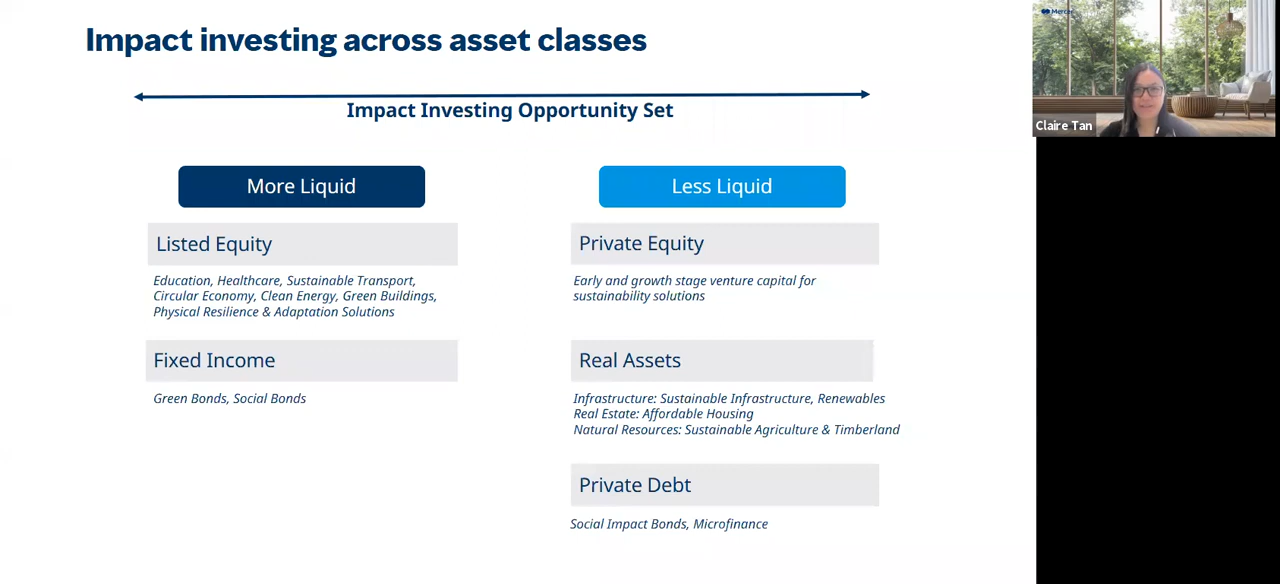 Impact investing across asset classes
Impact Investing Opportunity Set
More Liquid
Less Liquid
Listed Equity
Education, Healthcare, Sustainable Transport,
Circular Economy, Clean Energy, Green Buildings,
Physical Resilience & Adaptation Solutions
Fixed Income
Green Bonds, Social Bonds
Private Equity
Early and growth stage venture capital for
sustainability solutions
Real Assets
Infrastructure: Sustainable Infrastructure, Renewables
Real Estate: Affordable Housing
Natural Resources: Sustainable Agriculture & Timberland
Private Debt
Social Impact Bonds, Microfinance
Mercer
Claire Tan